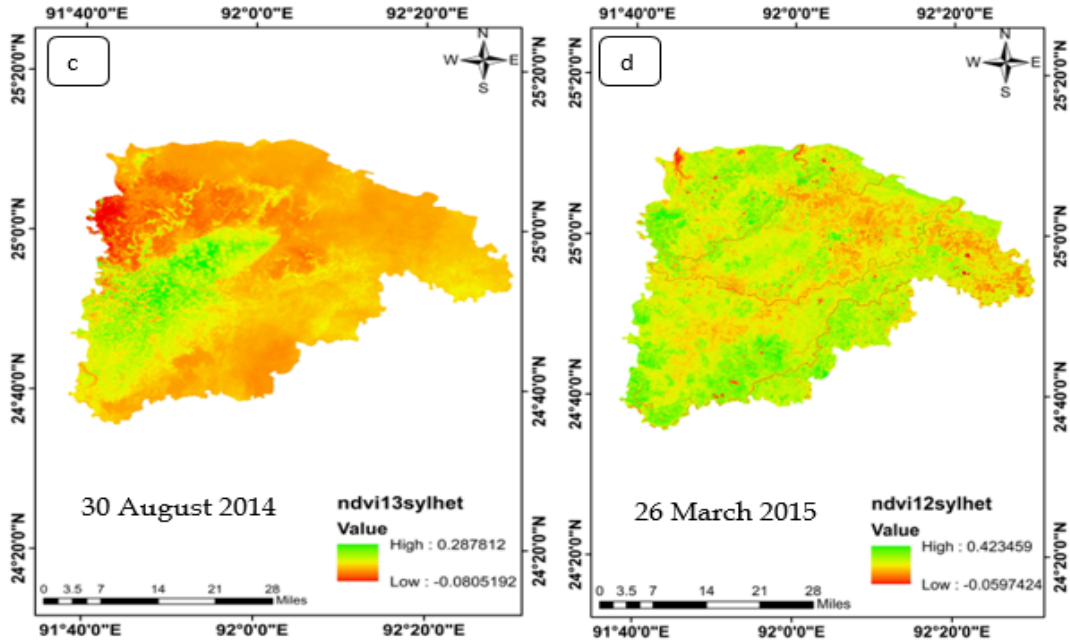 91°40'0"E 92°0'0"E 92°20'0"E
c
N
W E
S
25°20'0"N 25°20'0"N
25°0'0"N 25°0'0"N
24°40'0"N 24°40'0"N
24°20'0"N 24°20'0"N
30 August 2014
ndvi13sylhet
Value
High : 0.287812
Low : -0.0805192
0 3.5 7 14 21 28
Miles
91°40'0"E 92°0'0"E 92°20'0"E
91°40'0"E 92°0'0"E 92°20'0"E
d
N
W E
S
25°20'0"N 25°20'0"N
25°0'0"N 25°0'0"N
24°40'0"N 24°40'0"N
24°20'0"N 24°20'0"N
26 March 2015
ndvi12sylhet
Value
High : 0.423459
Low : -0.0597424
0 3.5 7 14 21 28
Miles
91°40'0"E 92°0'0"E 92°20'0"E